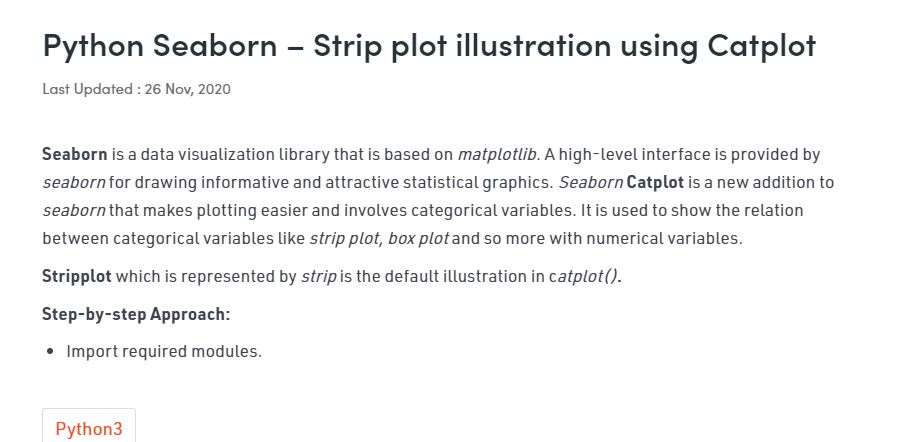 Python Seaborn – Strip plot illustration using Catplot
Last Updated : 26 Nov, 2020
Seaborn is a data visualization library that is based on matplotlib. A high-level interface is provided by
seaborn for drawing informative and attractive statistical graphics. Seaborn Catplot is a new addition to
seaborn that makes plotting easier and involves categorical variables. It is used to show the relation
between categorical variables like strip plot, box plot and so more with numerical variables.
Stripplot which is represented by strip is the default illustration in catplot().
Step-by-step Approach:
• Import required modules.
Python3